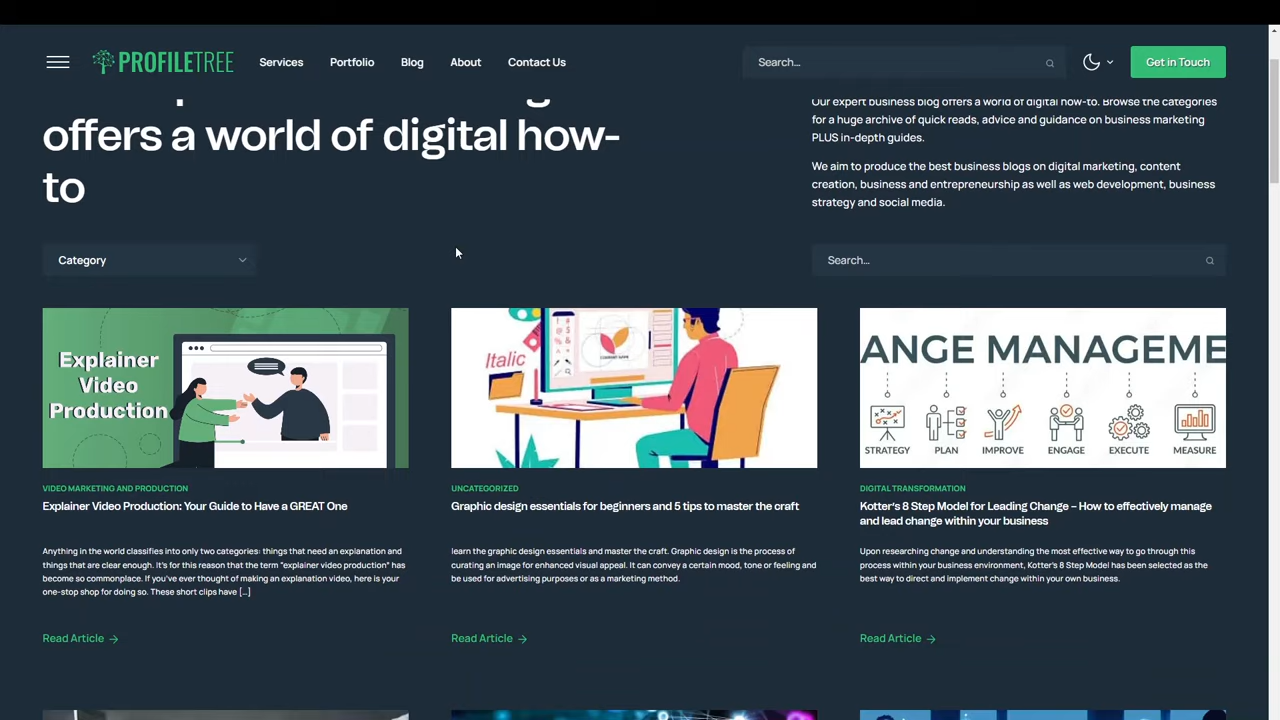 PROFILETREE
Services
Portfolio
Blog
About
Contact Us
Search...
Get in Touch
offers a world of digital how-
to
Our expert business blog offers a world of digital how-to. Browse the categories
for a huge archive of quick reads, advice and guidance on business marketing
PLUS in-depth guides.
We aim to produce the best business blogs on digital marketing, content
creation, business and entrepreneurship as well as web development, business
strategy and social media.
Category
Search...
Explainer
Video
Production
VIDEO MARKETING AND PRODUCTION
Explainer Video Production: Your Guide to Have a GREAT One
Anything in the world classifies into only two categories: things that need an explanation and
things that are clear enough. It's for this reason that the term "explainer video production" has
become so commonplace. If you've ever thought of making an explanation video, here is your
one-stop shop for doing so. These short clips have [...]
Read Article
Italic
UNCATEGORIZED
Graphic design essentials for beginners and 5 tips to master the craft
learn the graphic design essentials and master the craft. Graphic design is the process of
curating an image for enhanced visual appeal. It can convey a certain mood, tone or feeling and
be used for advertising purposes or as a marketing method.
Read Article
ANGE MANAGEME
STRATEGY
PLAN
IMPROVE
ENGAGE
EXECUTE
MEASURE
DIGITAL TRANSFORMATION
Kotter's 8 Step Model for Leading Change – How to effectively manage
and lead change within your business
Upon researching change and understanding the most effective way to go through this
process within your business environment, Kotter's 8 Step Model has been selected as the
best way to direct and implement change within your own business.
Read Article